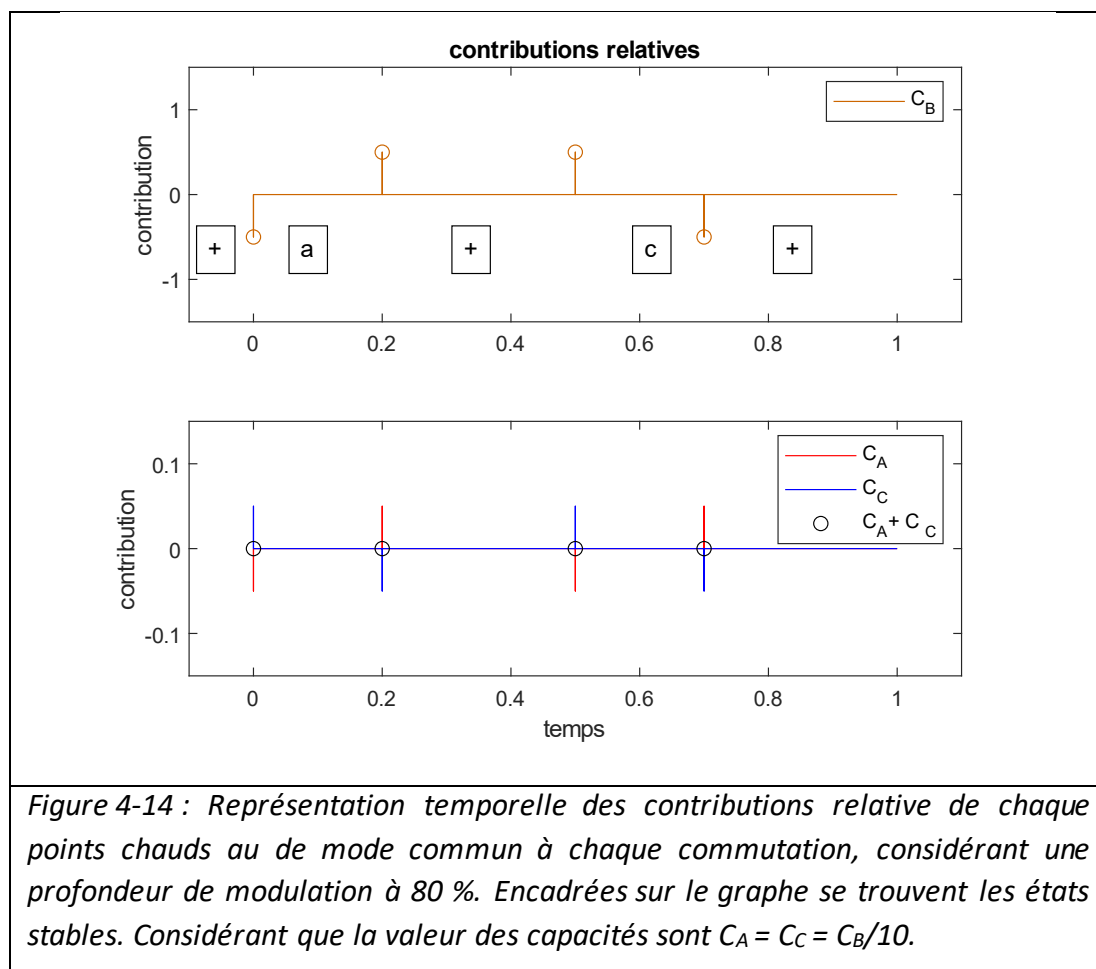 contributions relatives
contribution
1
0
-1
C_B
+
a
+
c
+
0
0.2
0.4
0.6
0.8
1
contribution
0.1
0
-0.1
C_A
C_C
C_A + C_C
0
0.2
0.4
0.6
0.8
1
temps
Figure 4-14 : Représentation temporelle des contributions relative de chaque
points chauds au de mode commun à chaque commutation, considérant une
profondeur de modulation à 80 %. Encadrées sur le graphe se trouvent les états
stables. Considérant que la valeur des capacités sont C_A = C_C = C_B/10.